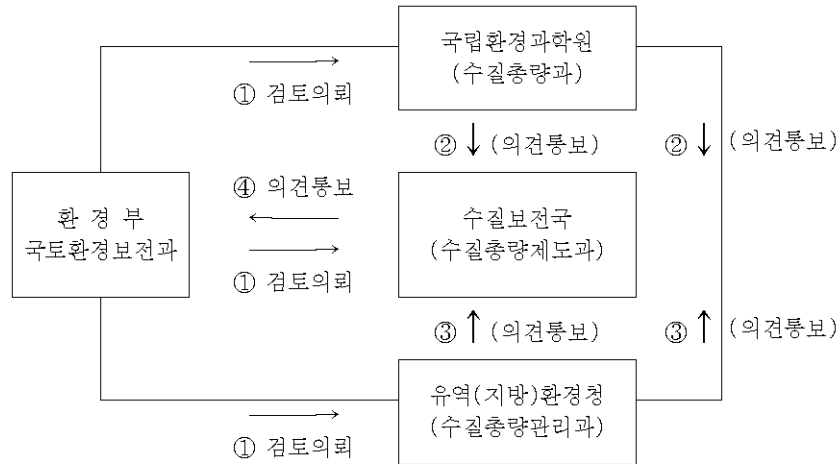 국립환경과학원
(수질총량과)
① 검토의뢰
② (의견통보)
② (의견통보)
④ 의견통보
환 경 부
국토환경보전과
수질보전국
(수질총량제도과)
① 검토의뢰
③ (의견통보)
③ (의견통보)
유역(지방)환경청
(수질총량관리과)
① 검토의뢰